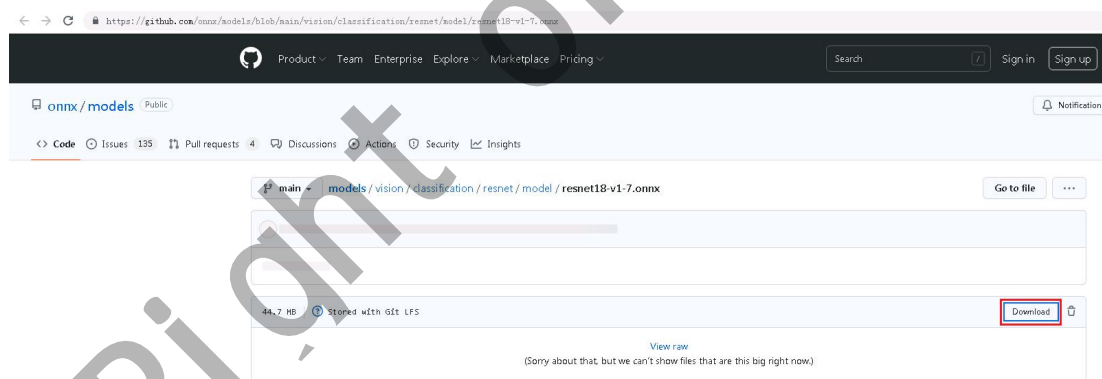 https://github.com/onnx/models/blob/main/vision/classification/resnet/model/resnet18-v1-7.onnx
Product Team Enterprise Explore Marketplace Pricing Search / Sign in Sign up
onnx / models Public Notification
<> Code Issues 135 Pull requests 4 Discussions Actions Security Insights
main models / vision / classification / resnet / model / resnet18-v1-7.onnx Go to file ...
44.7 MB ? Stored with Git LFS Download
View raw
(Sorry about that, but we can't show files that are this big right now.)